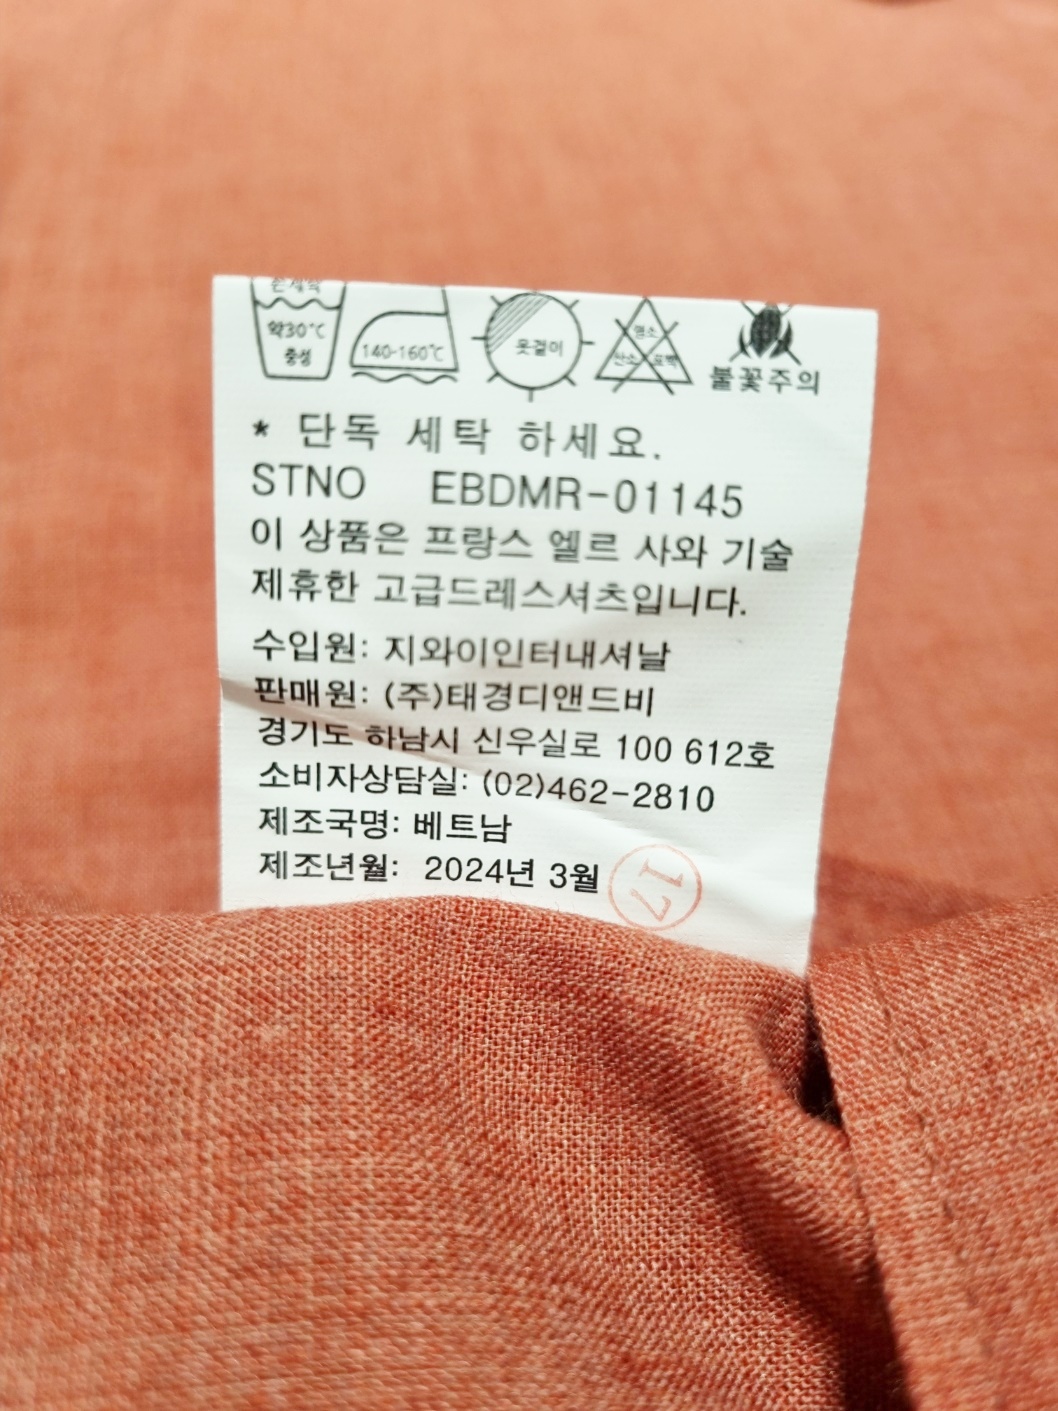 손세탁
약30℃
중성
140-160℃
옷걸이
염소
산소 표백
불꽃주의
* 단독 세탁 하세요.
STNO EBDMR-01145
이 상품은 프랑스 엘르 사와 기술
제휴한 고급드레스셔츠입니다.
수입원: 지와이인터내셔날
판매원: (주)태경디앤드비
경기도 하남시 신우실로 100 612호
소비자상담실: (02)462-2810
제조국명: 베트남
제조년월: 2024년 3월
17